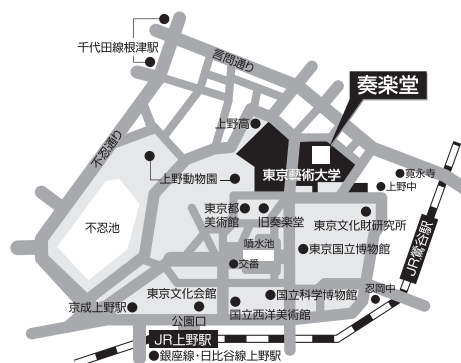 千代田線根津駅
言問通り
奏楽堂
不忍通り
上野高
東京藝術大学
寛永寺
上野中
上野動物園
東京都
美術館
旧奏楽堂
東京文化財研究所
不忍池
噴水池
東京国立博物館
JR鶯谷駅
交番
忍岡中
東京文化会館
国立科学博物館
京成上野駅
公園口
国立西洋美術館
JR上野駅
銀座線・日比谷線上野駅